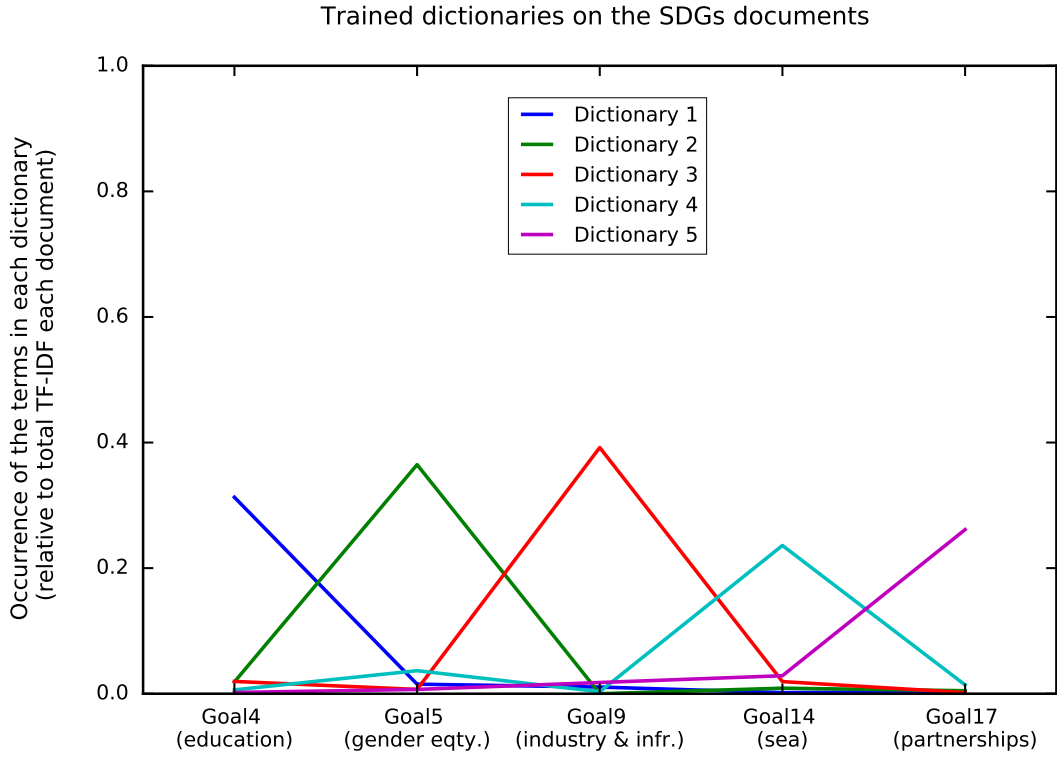 Trained dictionaries on the SDGs documents
Occurrence of the terms in each dictionary
(relative to total TF-IDF each document)
1.0
0.8
0.6
0.4
0.2
0.0
Dictionary 1
Dictionary 2
Dictionary 3
Dictionary 4
Dictionary 5
Goal4
(education)
Goal5
(gender eqty.)
Goal9
(industry & infr.)
Goal14
(sea)
Goal17
(partnerships)